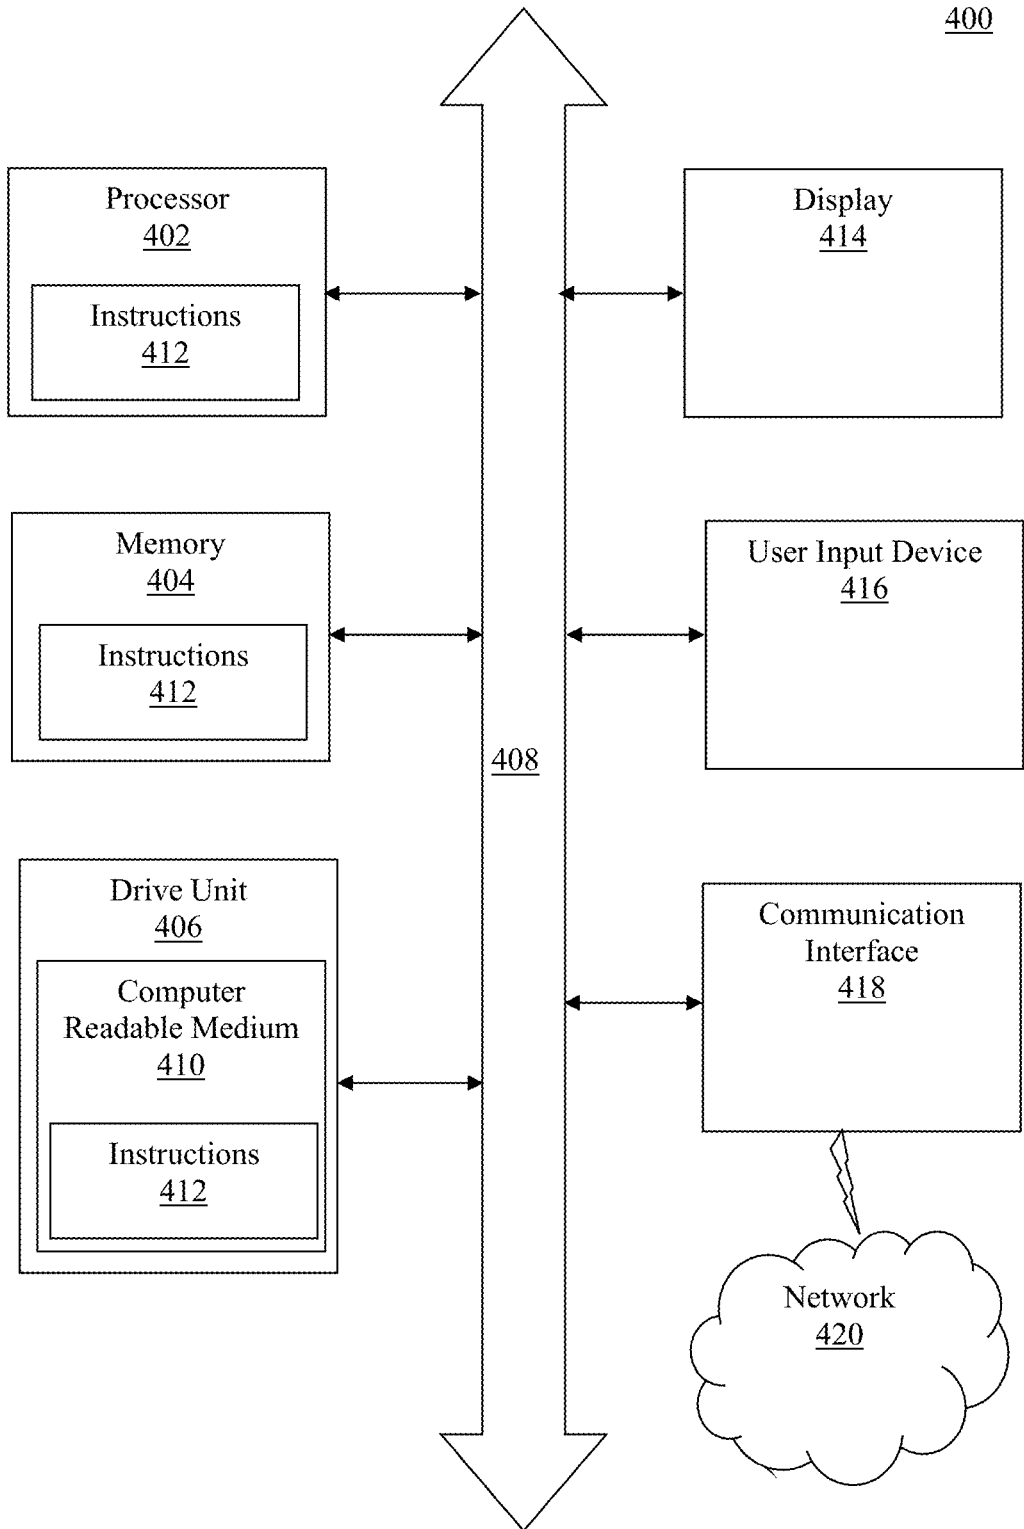 400
Processor
402
Instructions
412
Display
414
Memory
404
Instructions
412
User Input Device
416
408
Drive Unit
406
Computer
Readable Medium
410
Instructions
412
Communication
Interface
418
Network
420